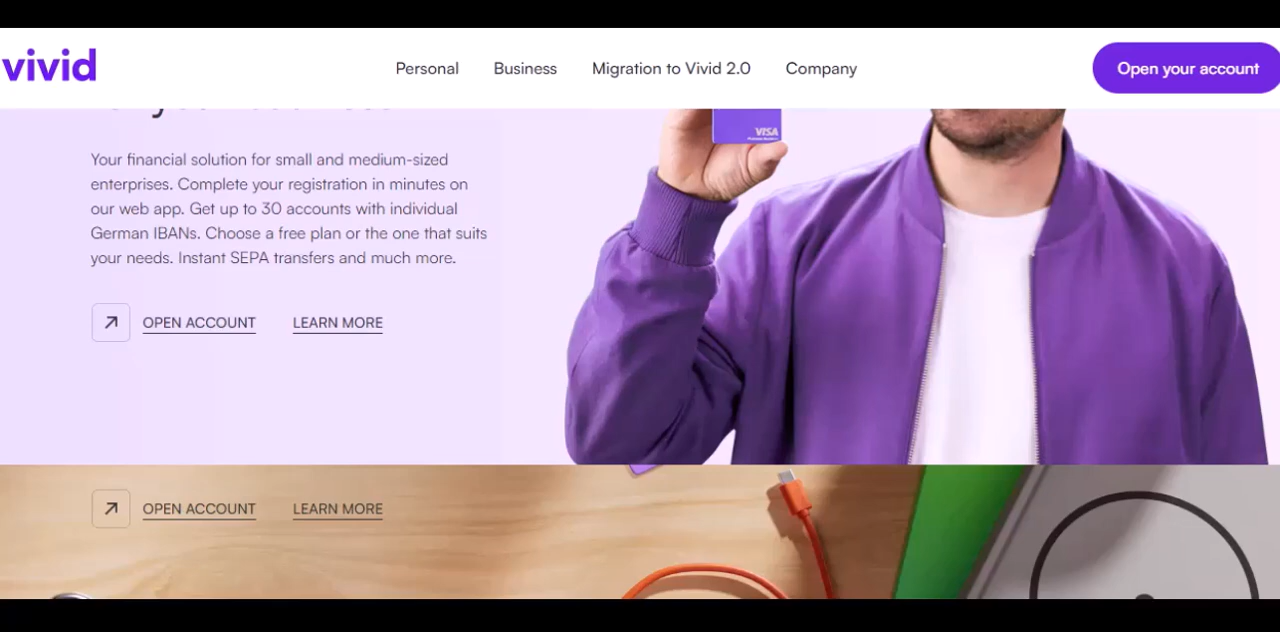 vivid
Personal Business Migration to Vivid 2.0 Company
Open your account
VISA
Your financial solution for small and medium-sized
enterprises. Complete your registration in minutes on
our web app. Get up to 30 accounts with individual
German IBANs. Choose a free plan or the one that suits
your needs. Instant SEPA transfers and much more.
OPEN ACCOUNT LEARN MORE
OPEN ACCOUNT LEARN MORE